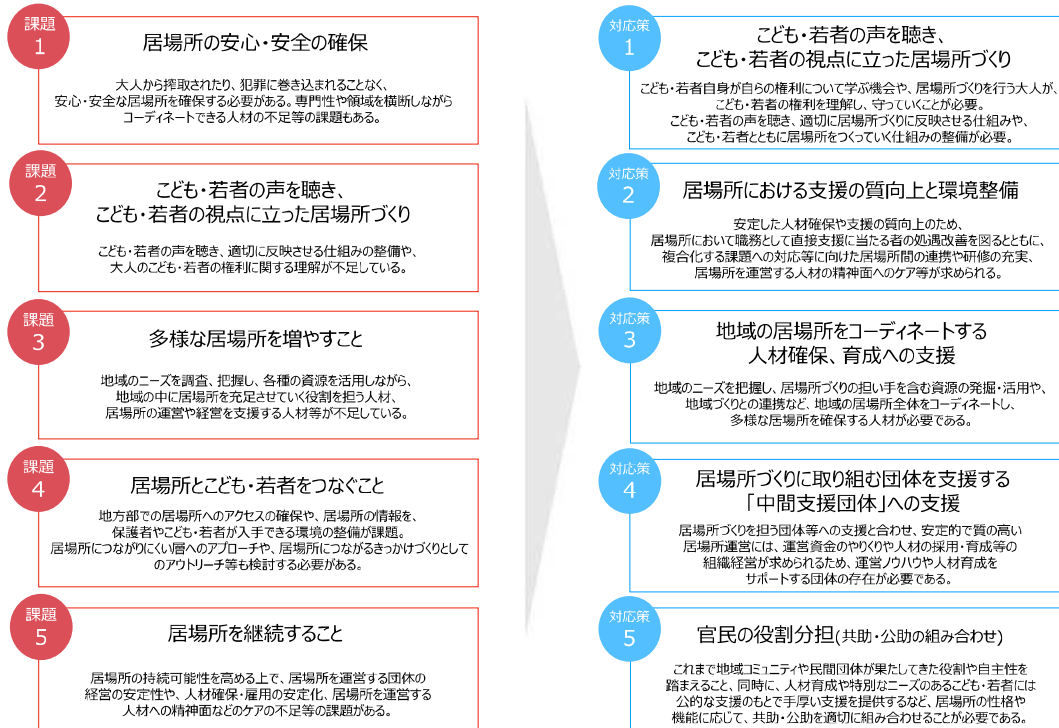 課題
1
居場所の安心・安全の確保
大人から搾取されたり、犯罪に巻き込まれることなく、
安心・安全な居場所を確保する必要がある。専門性や領域を横断しながら
コーディネートできる人材の不足等の課題もある。
課題
2
こども・若者の声を聴き、
こども・若者の視点に立った居場所づくり
こども・若者の声を聴き、適切に反映させる仕組みの整備や、
大人のこども・若者の権利に関する理解が不足している。
課題
3
多様な居場所を増やすこと
地域のニーズを調査、把握し、各種の資源を活用しながら、
地域の中に居場所を充足させていく役割を担う人材、
居場所の運営や経営を支援する人材等が不足している。
課題
4
居場所とこども・若者をつなぐこと
地方部での居場所へのアクセスの確保や、居場所の情報を、
保護者やこども・若者が入手できる環境の整備が課題。
居場所につながりにくい層へのアプローチや、居場所につながるきっかけづくりとして
のアウトリーチ等も検討する必要がある。
課題
5
居場所を継続すること
居場所の持続可能性を高める上で、居場所を運営する団体の
経営の安定性や、人材確保・雇用の安定化、居場所を運営する
人材への精神面などのケアの不足等の課題がある。
対応策
1
こども・若者の声を聴き、
こども・若者の視点に立った居場所づくり
こども・若者自身が自らの権利について学ぶ機会や、居場所づくりを行う大人が、
こども・若者の権利を理解し、守っていくことが必要。
こども・若者の声を聴き、適切に居場所づくりに反映させる仕組みや、
こども・若者とともに居場所をつくっていく仕組みの整備が必要。
対応策
2
居場所における支援の質向上と環境整備
安定した人材確保や支援の質向上のため、
居場所において職務として直接支援に当たる者の処遇改善を図るとともに、
複合化する課題への対応等に向けた居場所間の連携や研修の充実、
居場所を運営する人材の精神面へのケア等が求められる。
対応策
3
地域の居場所をコーディネートする
人材確保、育成への支援
地域のニーズを把握し、居場所づくりの担い手を含む資源の発掘・活用や、
地域づくりとの連携など、地域の居場所全体をコーディネートし、
多様な居場所を確保する人材が必要である。
対応策
4
居場所づくりに取り組む団体を支援する
「中間支援団体」への支援
居場所づくりを担う団体等への支援と合わせ、安定的で質の高い
居場所運営には、運営資金のやりくりや人材の採用・育成等の
組織経営が求められるため、運営ノウハウや人材育成を
サポートする団体の存在が必要である。
対応策
5
官民の役割分担(共助・公助の組み合わせ)
これまで地域コミュニティや民間団体が果たしてきた役割や自主性を
踏まえること、同時に、人材育成や特別なニーズのあるこども・若者には
公的な支援のもとで手厚い支援を提供するなど、居場所の性格や
機能に応じて、共助・公助を適切に組み合わせることが必要である。